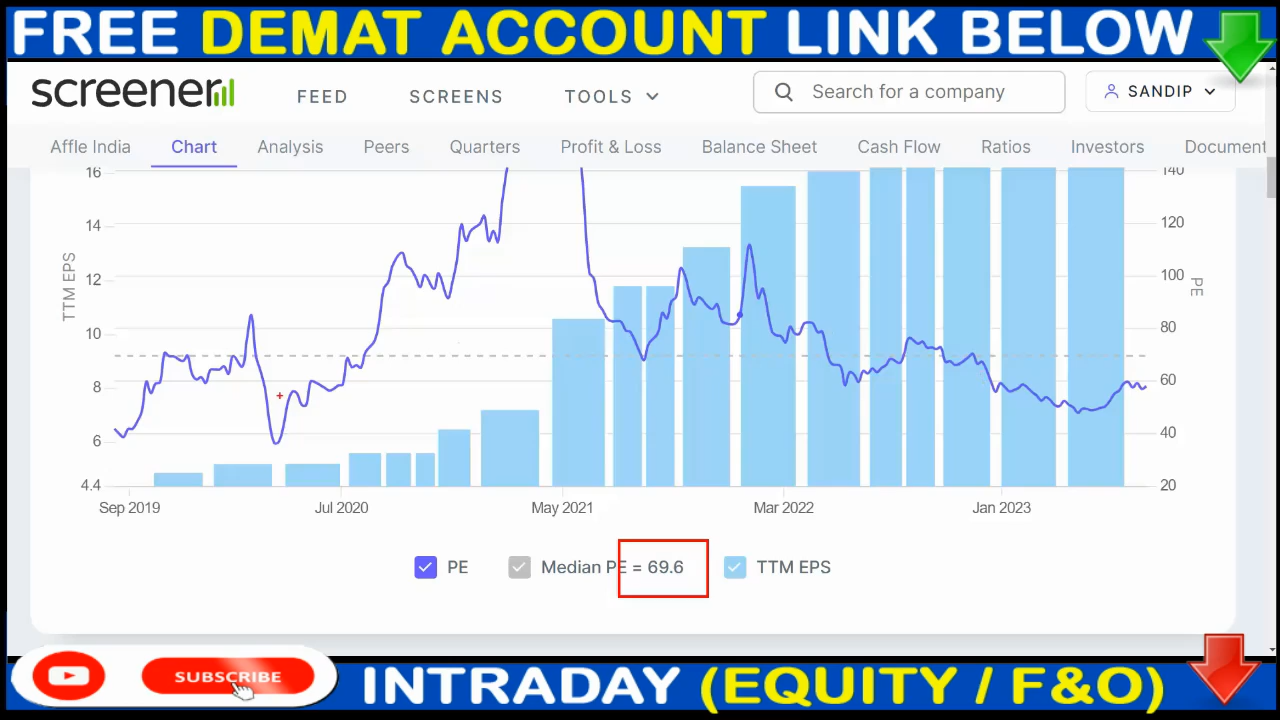 FREE DEMAT ACCOUNT LINK BELOW
screener
FEED SCREENS TOOLS
Search for a company
SANDIP
Affle India Chart Analysis Peers Quarters Profit & Loss Balance Sheet Cash Flow Ratios Investors Document
16 140
14 120
12 100
10 80
8 60
6 40
4.4 20
TTM EPS
PE
Sep 2019 Jul 2020 May 2021 Mar 2022 Jan 2023
PE Median PE = 69.6 TTM EPS
SUBSCRIBE
INTRADAY (EQUITY / F&O)